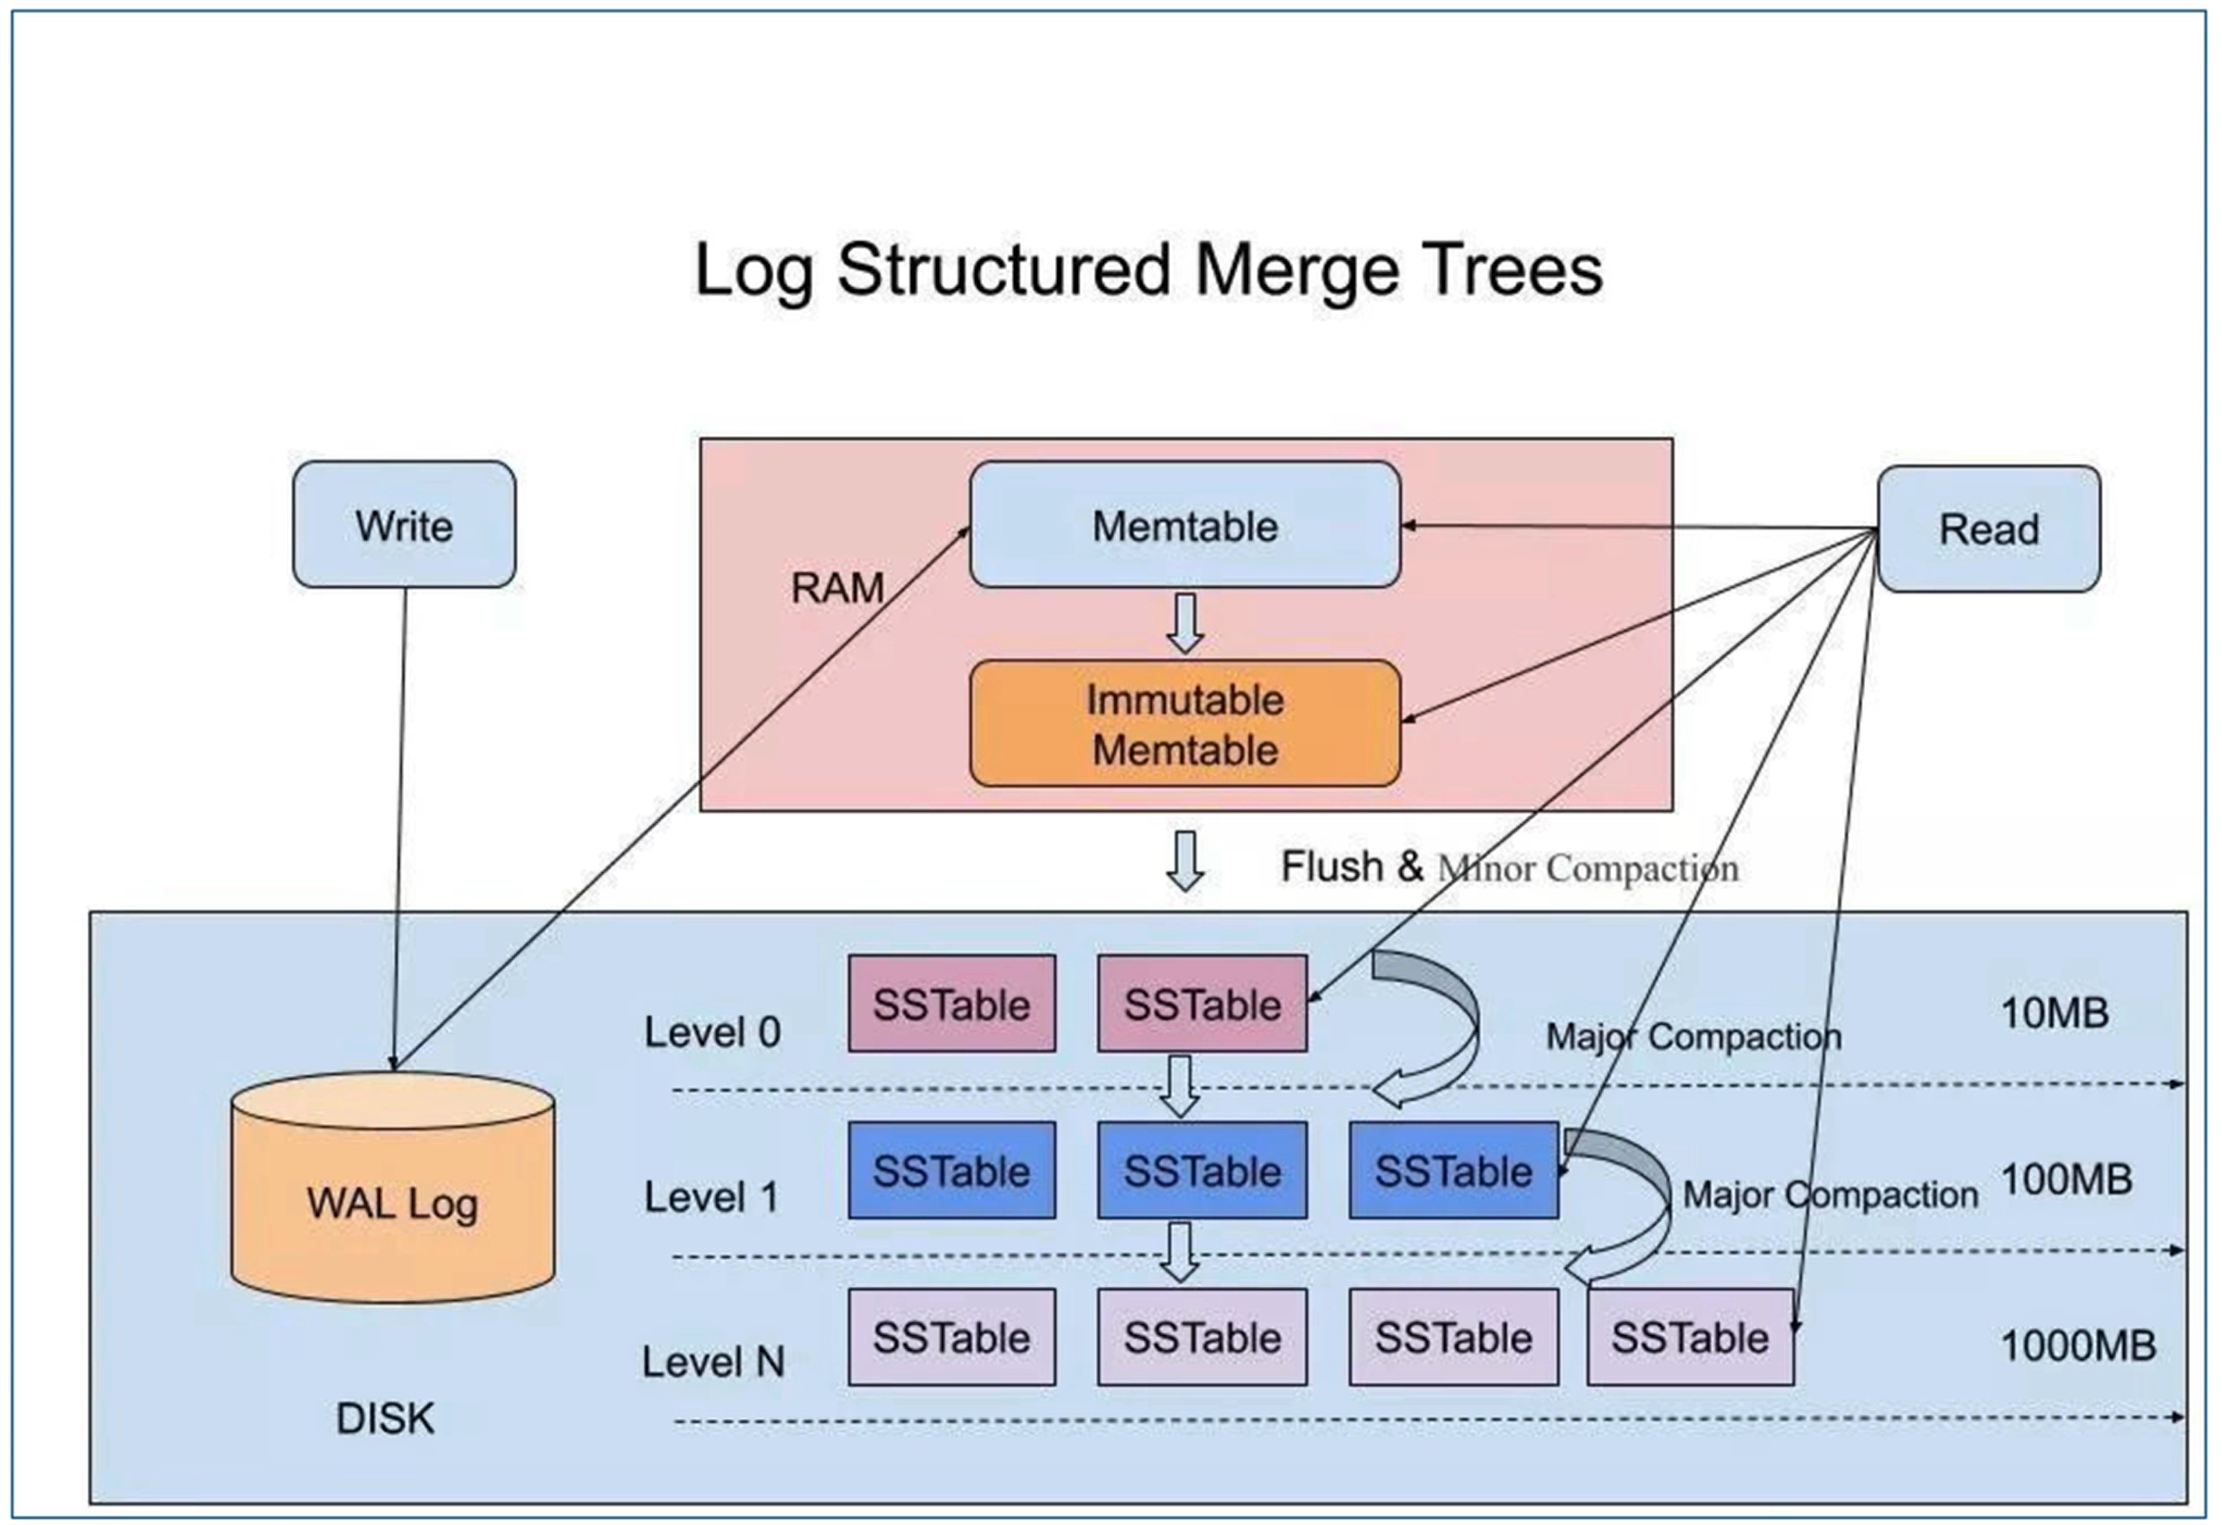 Log Structured Merge Trees
Write
Memtable
Read
RAM
Immutable
Memtable
Flush & Minor Compaction
Level 0
SSTable
SSTable
10MB
Major Compaction
Level 1
SSTable
SSTable
SSTable
Major Compaction
100MB
WAL Log
Level N
SSTable
SSTable
SSTable
SSTable
1000MB
DISK